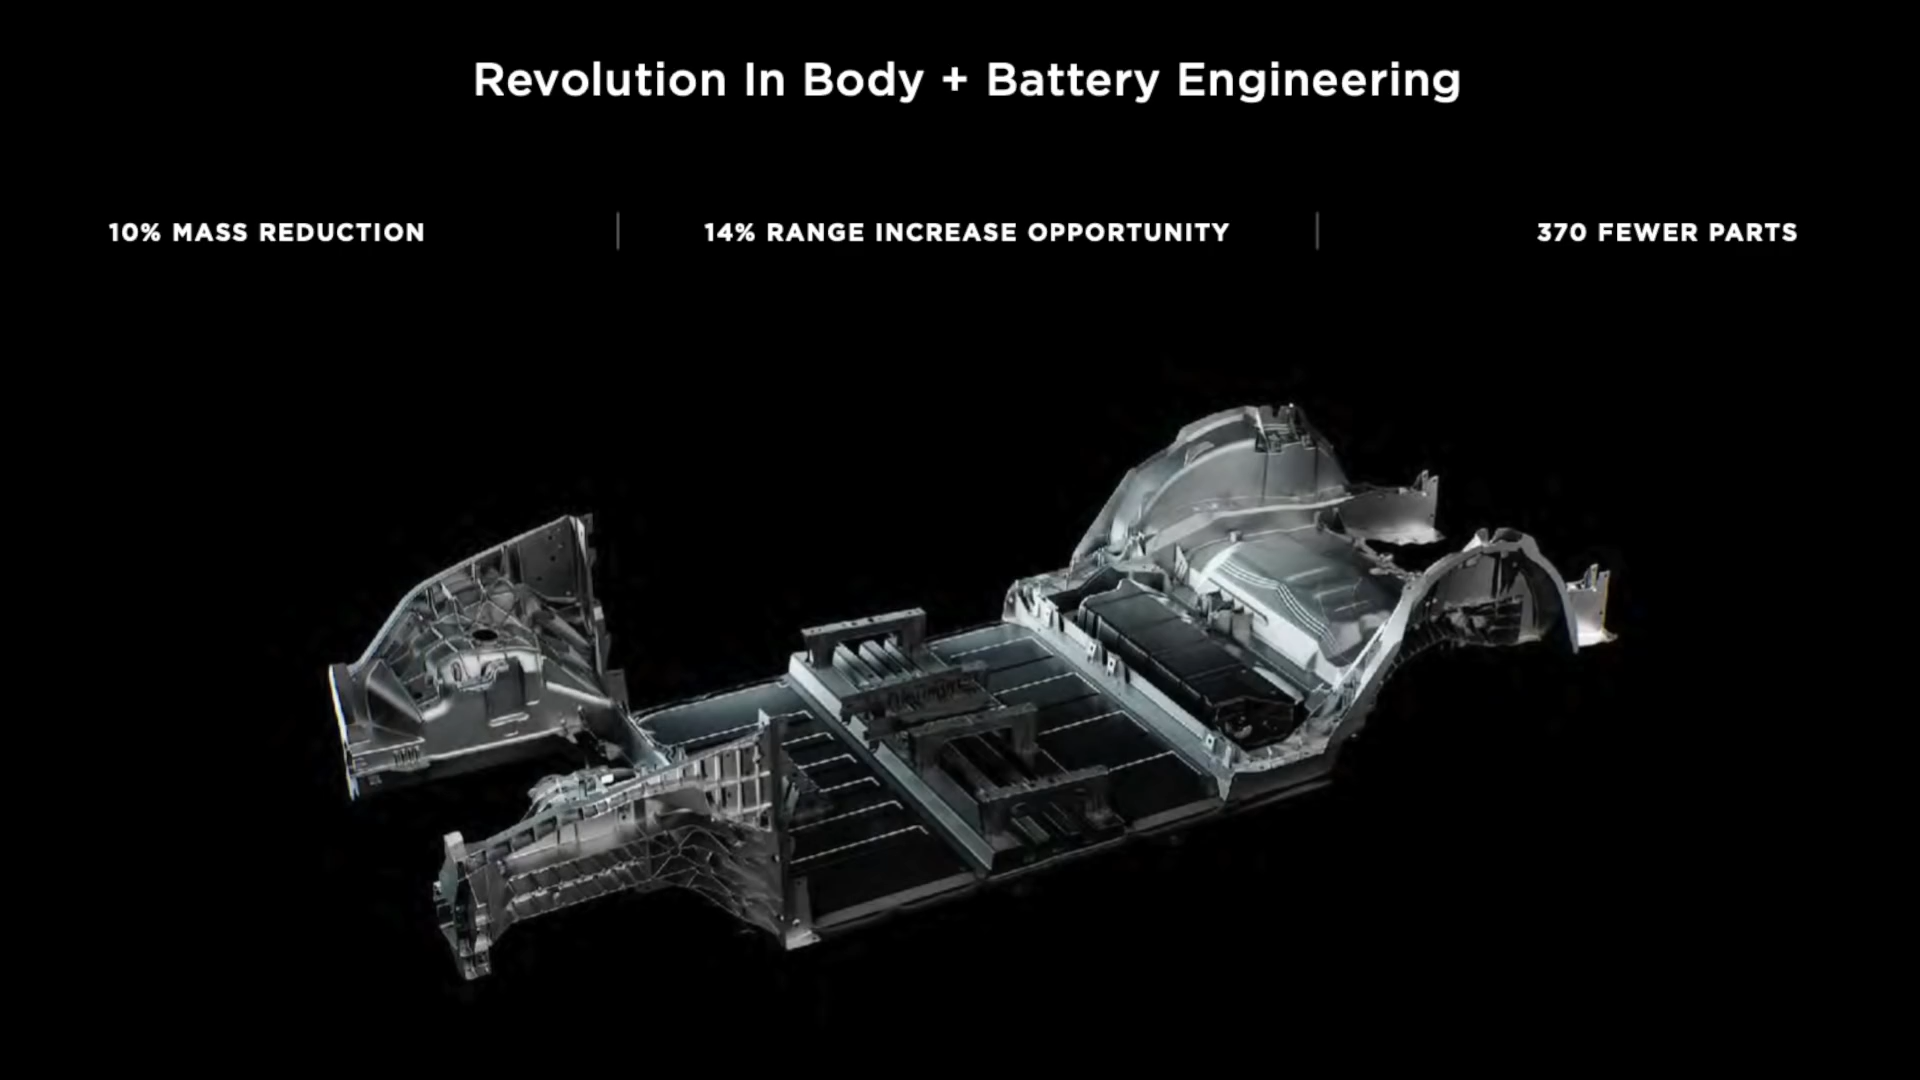 Revolution In Body + Battery Engineering
10% MASS REDUCTION
14% RANGE INCREASE OPPORTUNITY
370 FEWER PARTS